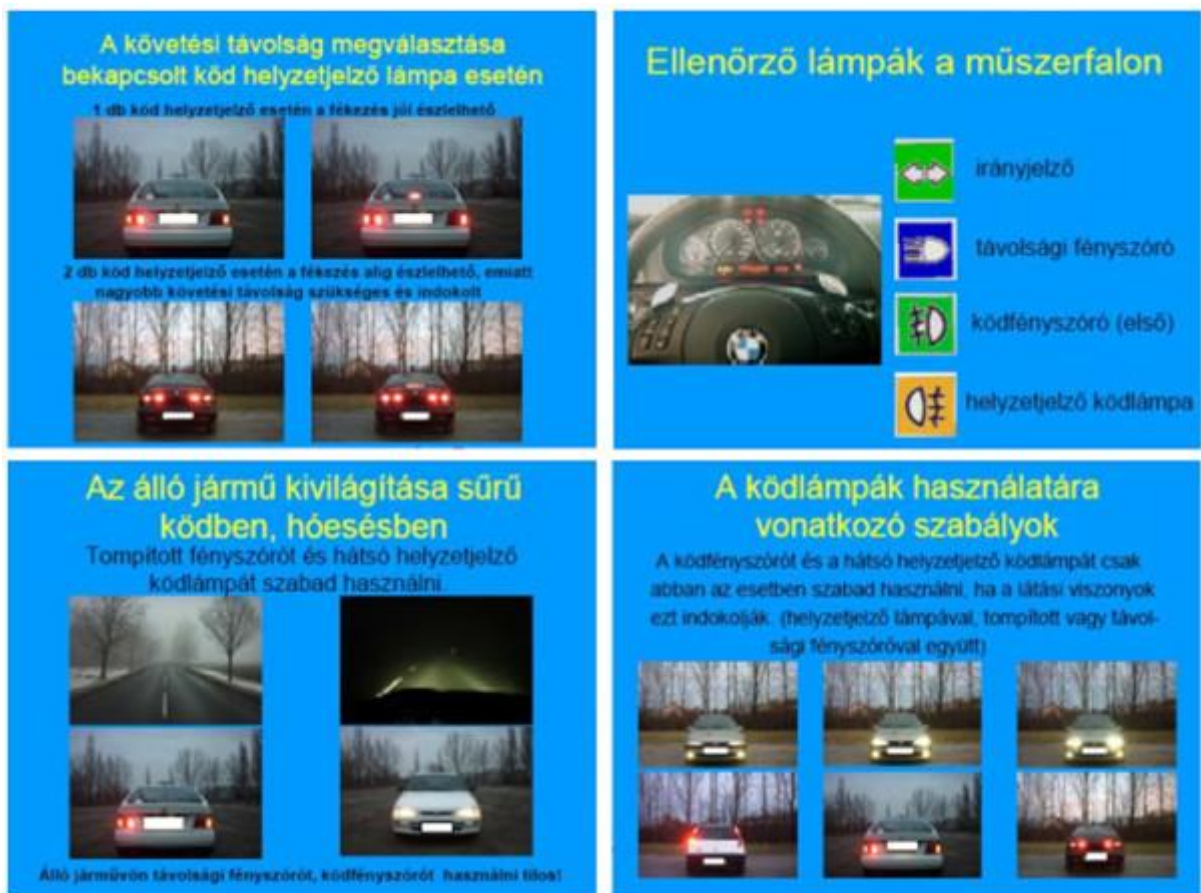 A követési távolság megválasztása
bekapcsolt köd helyzetjelző lámpa esetén
1 db köd helyzetjelző esetén a fékezés jól észlelhető
2 db köd helyzetjelző esetén a fékezés alig észlelhető, emiatt
nagyobb követési távolság szükséges és indokolt
Ellenőrző lámpák a műszerfalon
irányjelző
távolsági fényszóró
ködfényszóró (első)
helyzetjelző ködlámpa
Az álló jármű kivilágítása sűrű
ködben, hóesésben
Tompított fényszórót és hátsó helyzetjelző
ködlámpát szabad használni.
Álló járművön távolsági fényszórót, ködfényszórót használni tilos!
A ködlámpák használatára
vonatkozó szabályok
A ködfényszórót és a hátsó helyzetjelző ködlámpát csak
abban az esetben szabad használni, ha a látási viszonyok
ezt indokolják. (helyzetjelző lámpával, tompított vagy távol-
sági fényszóróval együtt)